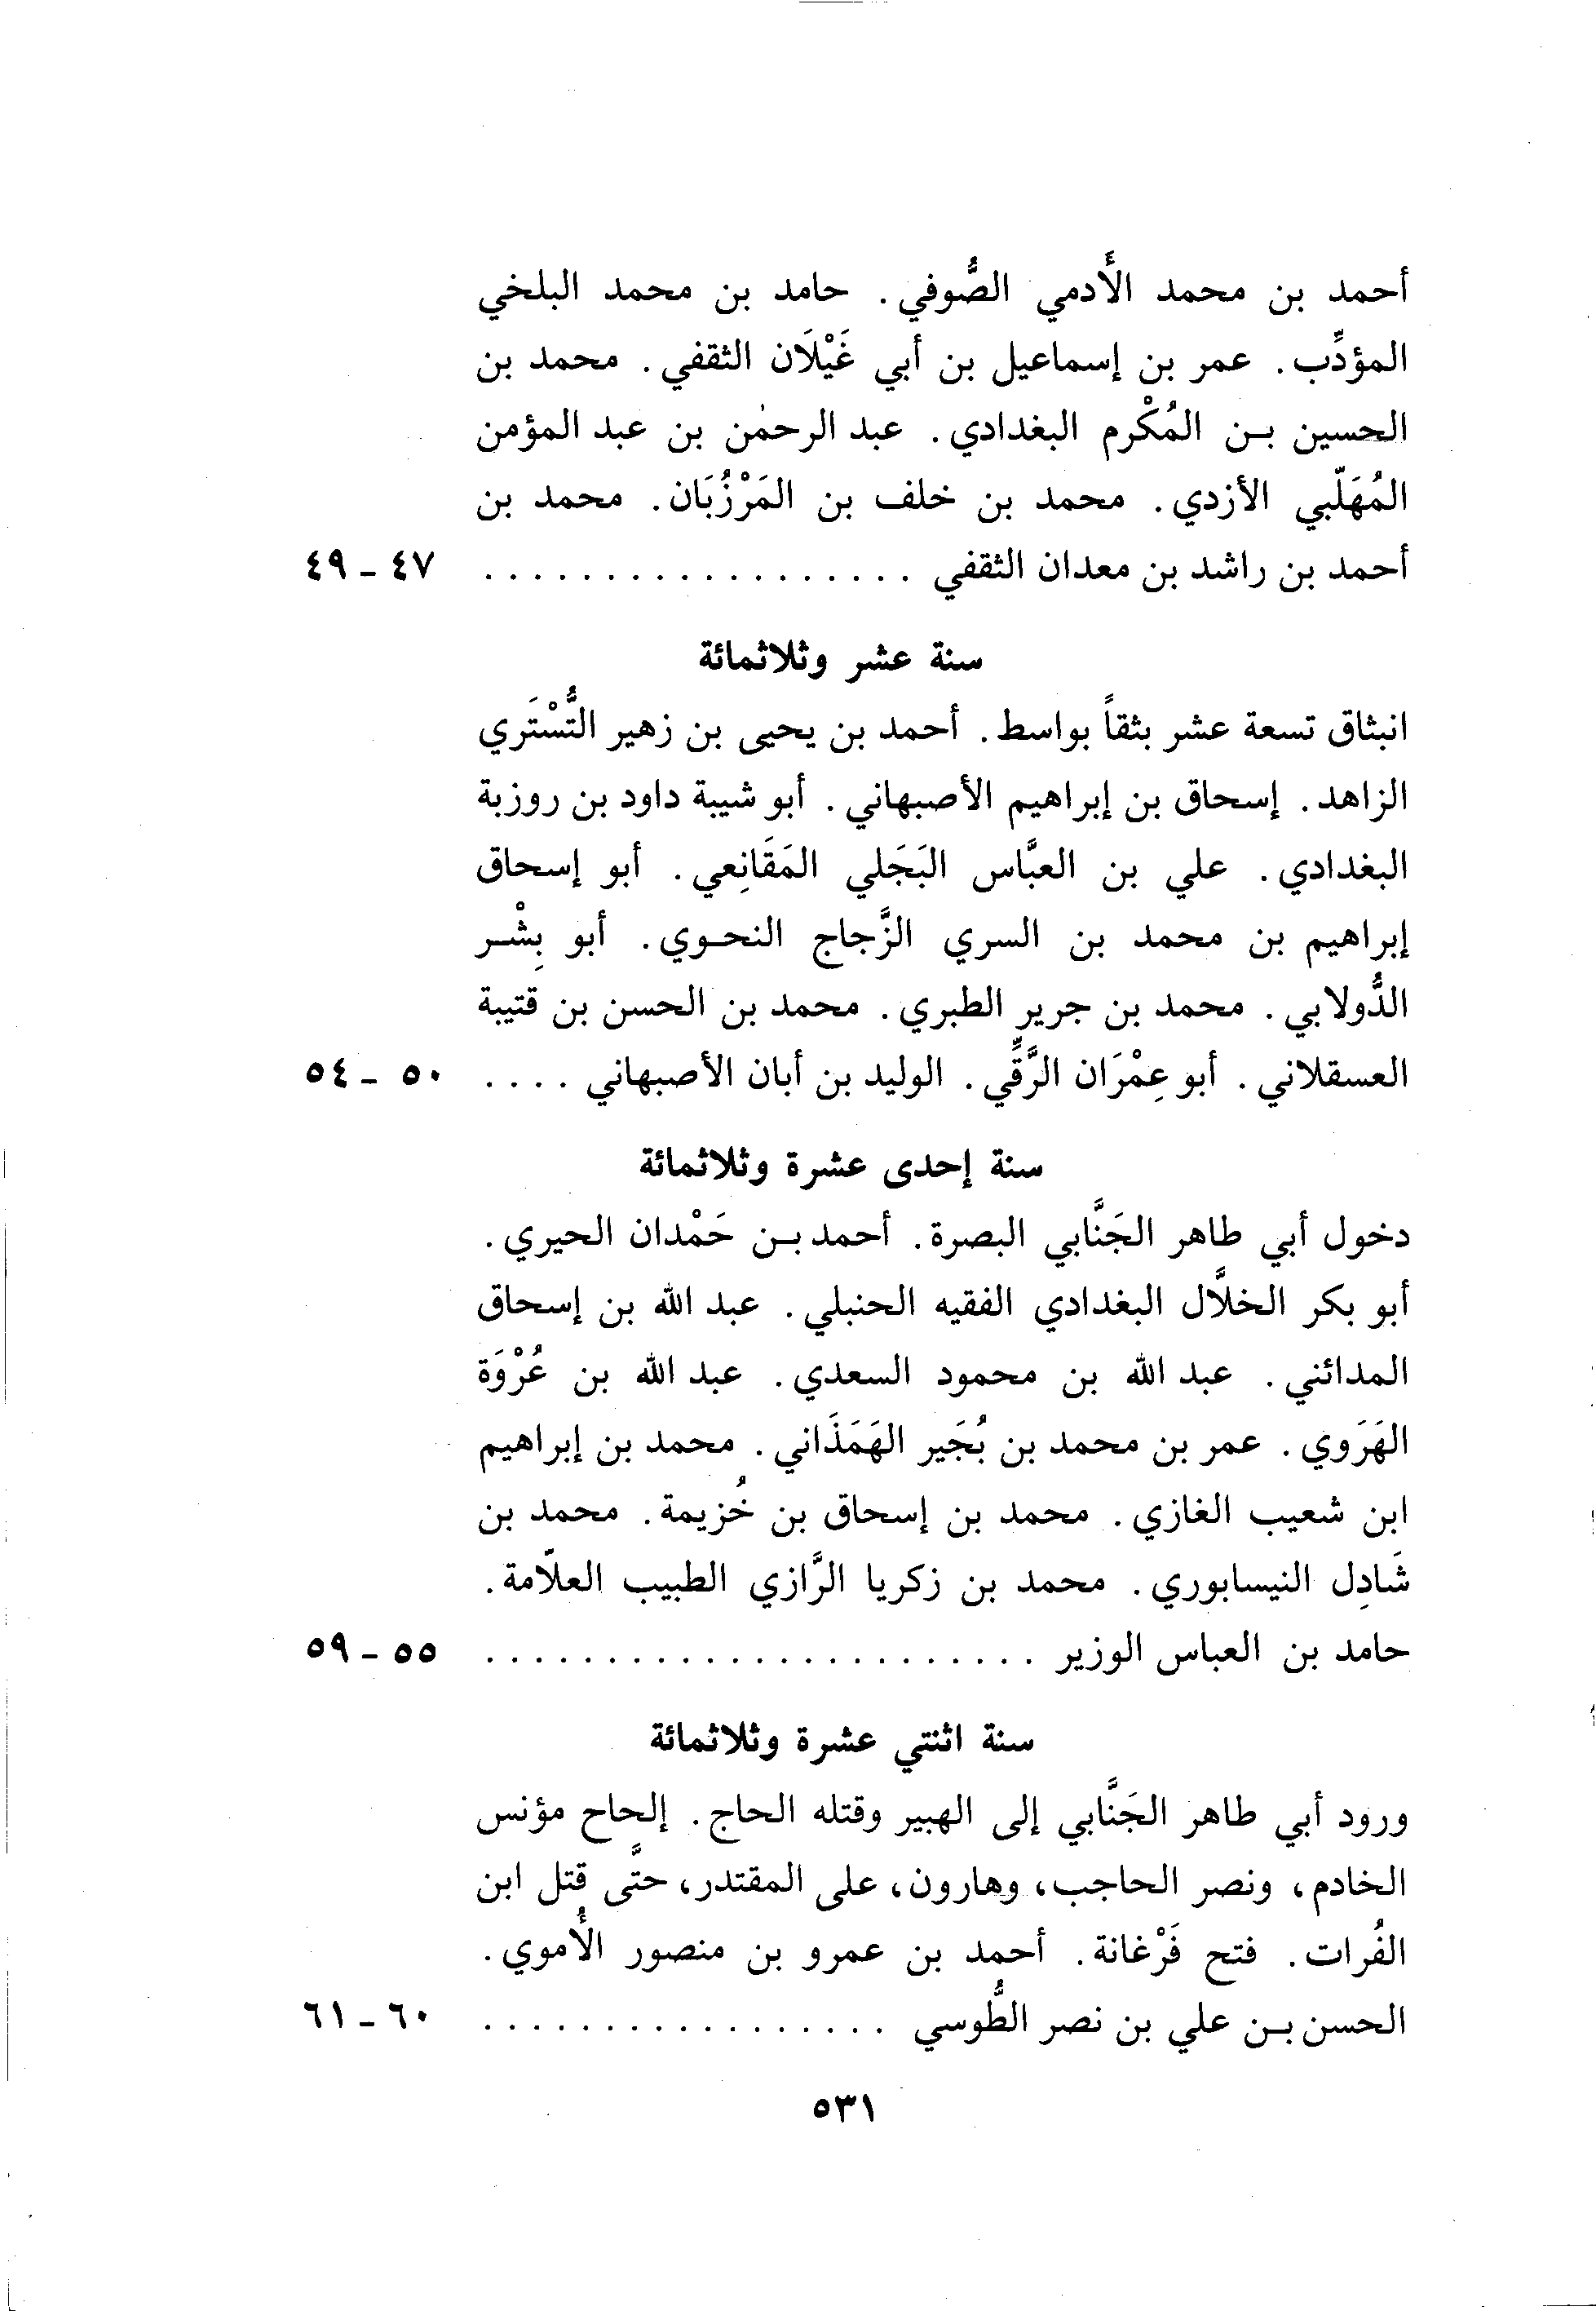 أحمد بن محمد الأَدمي الصُّوفي. حامد بن محمد البلخي
المؤدِّب. عمر بن إسماعيل بن أبي غَيْلَان الثقفي. محمد بن
الحسين بن المُكْرم البغدادي. عبد الرحمٰن بن عبد المؤمن
المُهَلّبي الأزدي. محمد بن خلف بن المَرْزُبَان. محمد بن
أحمد بن راشد بن معدان الثقفي .................. ٤٧ - ٤٩
سنة عشر وثلاثمائة
انبثاق تسعة عشر بثقاً بواسط. أحمد بن يحيى بن زهير التُّسْتَري
الزاهد. إسحاق بن إبراهيم الأصبهاني. أبو شيبة داود بن روزبة
البغدادي. علي بن العبَّاس البَجَلي المَقَانِعي. أبو إسحاق
إبراهيم بن محمد بن السري الزَّجاج النحوي. أبو بِشْر
الدُّولابي. محمد بن جرير الطبري. محمد بن الحسن بن قتيبة
العسقلاني. أبو عِمْرَان الرَّقِّي. الوليد بن أبان الأصبهاني .... ٥٠ - ٥٤
سنة إحدى عشرة وثلاثمائة
دخول أبي طاهر الجَنَّابي البصرة. أحمد بن حَمْدان الحيري.
أبو بكر الخلَّال البغدادي الفقيه الحنبلي. عبد الله بن إسحاق
المدائني. عبد الله بن محمود السعدي. عبد الله بن عُرْوَة
الهَرَوي. عمر بن محمد بن بُجَير الهَمَذَاني. محمد بن إبراهيم
ابن شعيب الغازي. محمد بن إسحاق بن خُزيمة. محمد بن
شَادِل النيسابوري. محمد بن زكريا الرَّازي الطبيب العلاّمة.
حامد بن العباس الوزير ....................... ٥٥ - ٥٩
سنة اثنتي عشرة وثلاثمائة
ورود أبي طاهر الجَنَّابي إلى الهبير وقتله الحاج. إلحاح مؤنس
الخادم، ونصر الحاجب، وهارون، على المقتدر، حتَّى قتل ابن
الفُرات. فتح فَرْغانة. أحمد بن عمرو بن منصور الأُموي.
الحسن بن علي بن نصر الطُّوسي ................. ٦٠ - ٦١
٥٣١